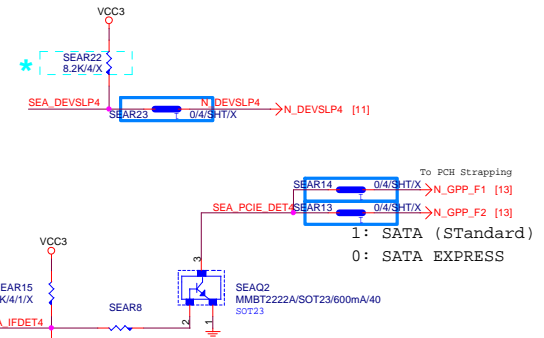 VCC3
SEAR22
8.2K/4/X
*
SEA_DEVSLP4
N_DEVSLP4
N_DEVSLP4 [11]
SEAR23
0/4/SHT/X
To PCH Strapping
SEAR14
0/4/SHT/X
N_GPP_F1 [13]
SEA_PCIE_DET4
SEAR13
0/4/SHT/X
N_GPP_F2 [13]
1: SATA (STandard)
0: SATA EXPRESS
VCC3
3
EAR15
K/4/1/X
SEAR8
SEAQ2
MMBT2222A/SOT23/600mA/40
SOT23
A_IFDET4
2
1